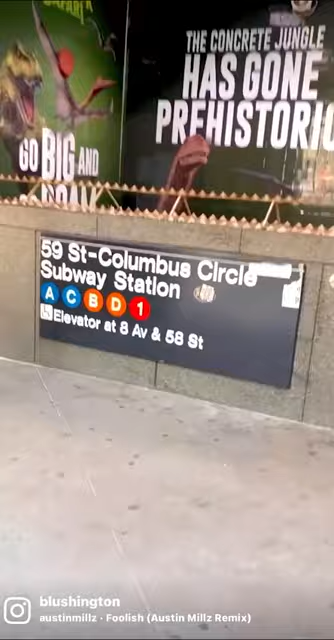 THE CONCRETE JUNGLE
HAS GONE
PREHISTORIC
GO BIG AND
ROAM
59 St-Columbus Circle
Subway Station
A C B D 1
Elevator at 8 Av & 58 St
blushington
austinmillz · Foolish (Austin Millz Remix)